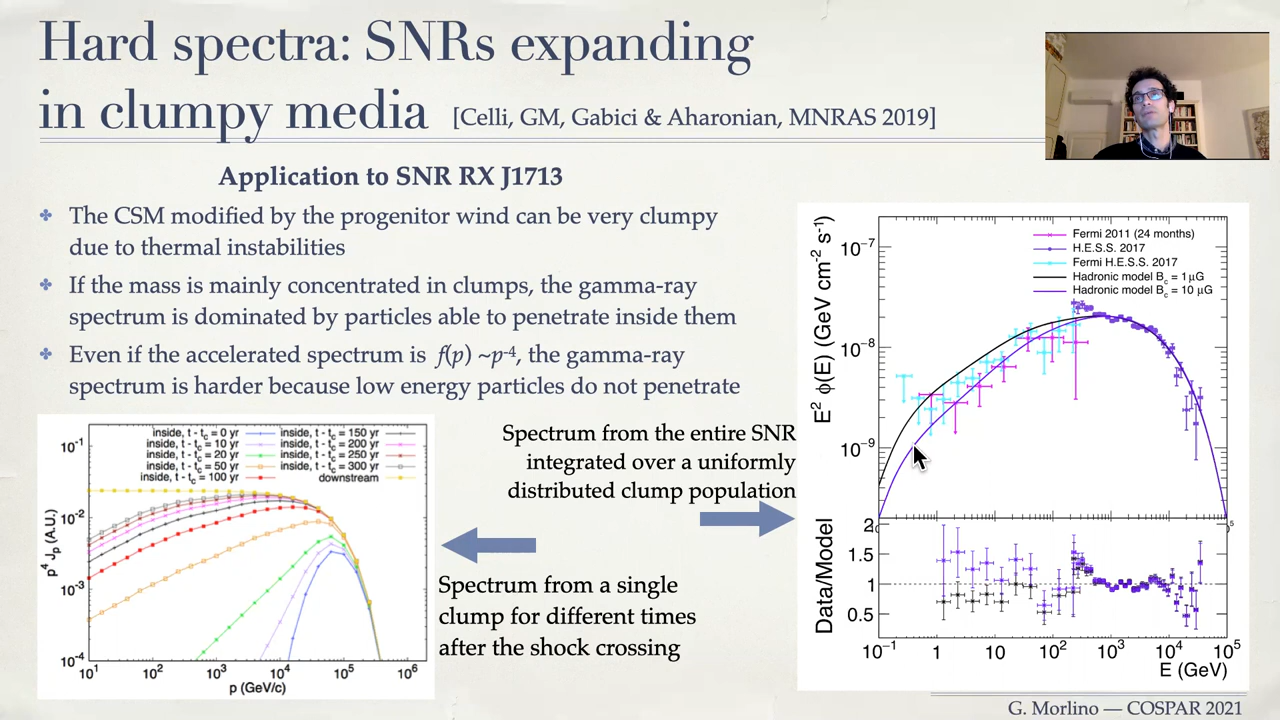 Hard spectra: SNRs expanding
in clumpy media [Celli, GM, Gabici & Aharonian, MNRAS 2019]
Application to SNR RX J1713
The CSM modified by the progenitor wind can be very clumpy
due to thermal instabilities
If the mass is mainly concentrated in clumps, the gamma-ray
spectrum is dominated by particles able to penetrate inside them
Even if the accelerated spectrum is f(p) ~p-4, the gamma-ray
spectrum is harder because low energy particles do not penetrate
inside, t - tc = 0 yr
inside, t - tc = 10 yr
inside, t - tc = 20 yr
inside, t - tc = 50 yr
inside, t - tc = 100 yr
inside, t - tc = 150 yr
inside, t - tc = 200 yr
inside, t - tc = 250 yr
inside, t - tc = 300 yr
downstream
p4 Jp (A.U.)
10-1
10-2
10-3
10-4
101 102 103 104 105 106
p (GeV/c)
Spectrum from the entire SNR
integrated over a uniformly
distributed clump population
Spectrum from a single
clump for different times
after the shock crossing
Fermi 2011 (24 months)
H.E.S.S. 2017
Fermi H.E.S.S. 2017
Hadronic model Bc = 1 μG
Hadronic model Bc = 10 μG
E2 ϕ(E) (GeV cm-2 s-1)
10-7
10-8
10-9
Data/Model
2
1.5
1
0.5
10-1 1 10 102 103 104 105
E (GeV)
G. Morlino — COSPAR 2021